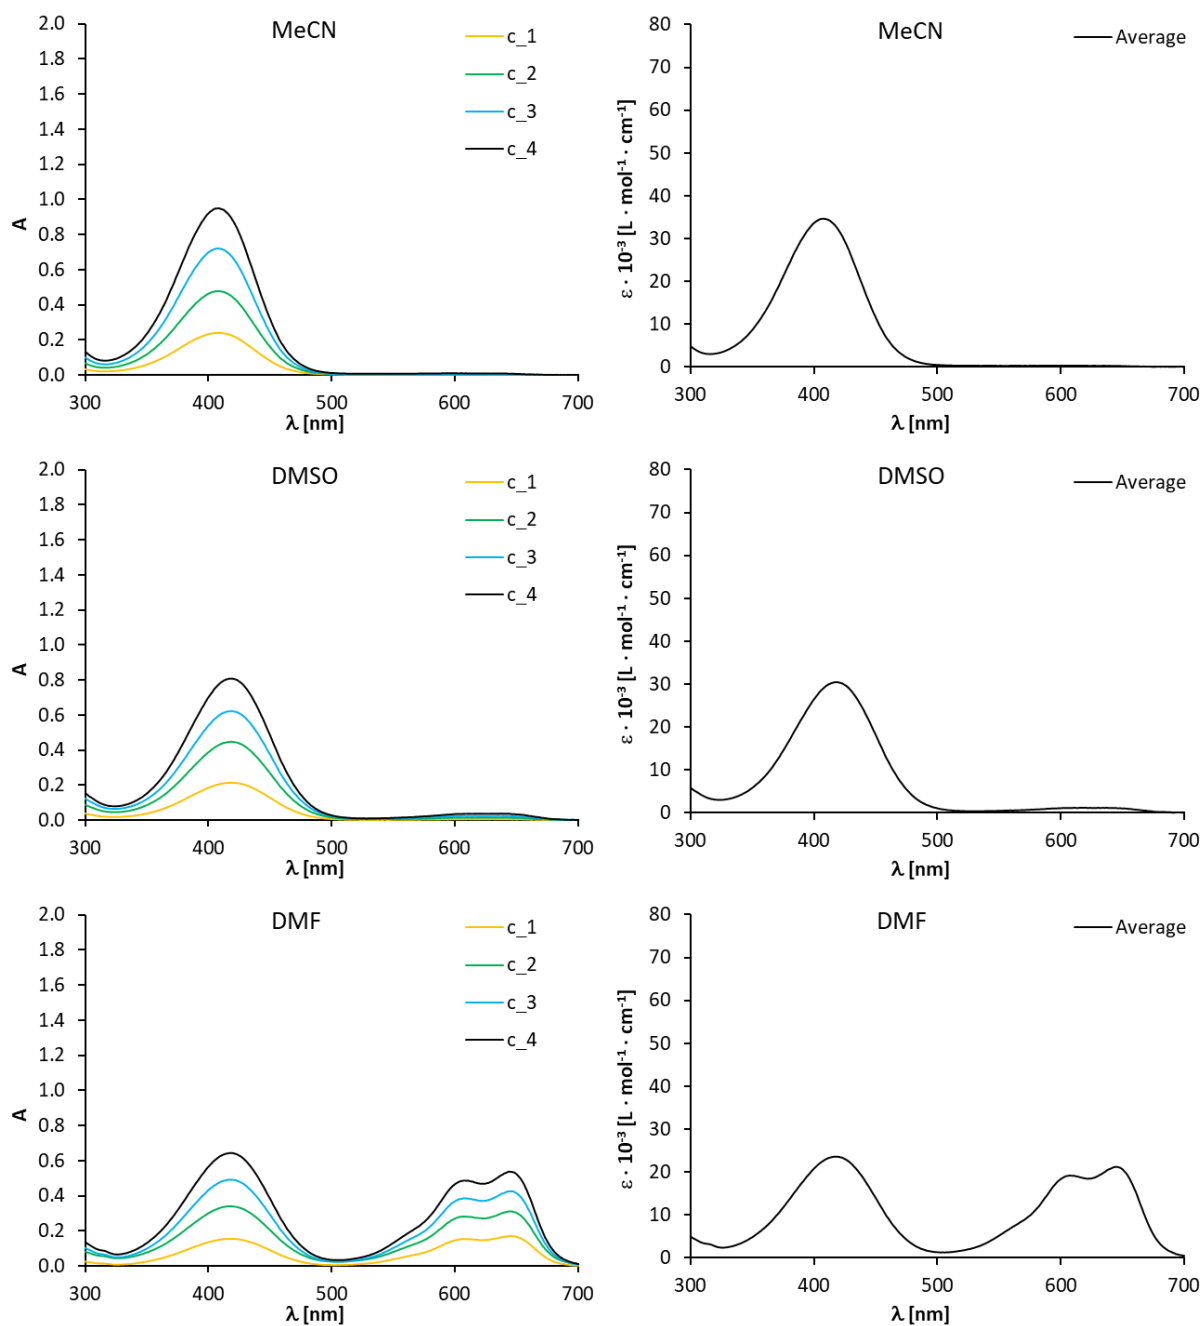 MeCN
c_1
c_2
c_3
c_4
2.0
1.8
1.6
1.4
1.2
1.0
0.8
0.6
0.4
0.2
0.0
A
300 400 500 600 700
λ [nm]
MeCN
Average
80
70
60
50
40
30
20
10
0
ε · 10⁻³ [L · mol⁻¹ · cm⁻¹]
300 400 500 600 700
λ [nm]
DMSO
c_1
c_2
c_3
c_4
2.0
1.8
1.6
1.4
1.2
1.0
0.8
0.6
0.4
0.2
0.0
A
300 400 500 600 700
λ [nm]
DMSO
Average
80
70
60
50
40
30
20
10
0
ε · 10⁻³ [L · mol⁻¹ · cm⁻¹]
300 400 500 600 700
λ [nm]
DMF
c_1
c_2
c_3
c_4
2.0
1.8
1.6
1.4
1.2
1.0
0.8
0.6
0.4
0.2
0.0
A
300 400 500 600 700
λ [nm]
DMF
Average
80
70
60
50
40
30
20
10
0
ε · 10⁻³ [L · mol⁻¹ · cm⁻¹]
300 400 500 600 700
λ [nm]